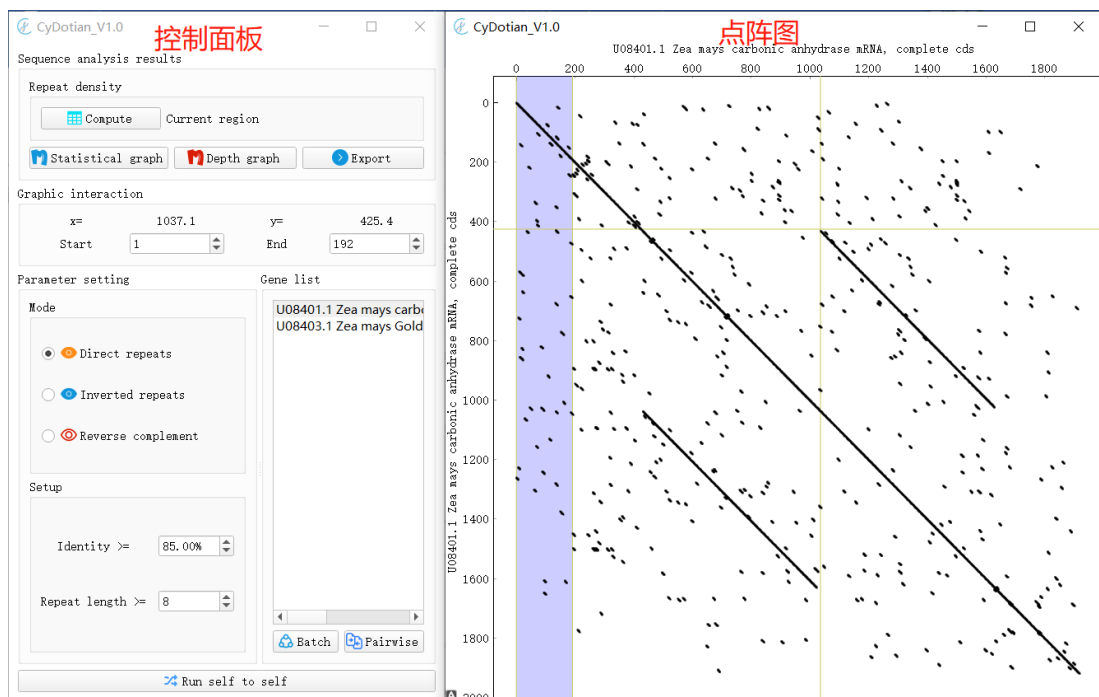 CyDotian_V1.0
控制面板
Sequence analysis results
Repeat density
Compute
Current region
Statistical graph
Depth graph
Export
Graphic interaction
x= 1037.1 y= 425.4
Start 1 End 192
Parameter setting
Mode
Direct repeats
Inverted repeats
Reverse complement
Setup
Identity >= 85.00%
Repeat length >= 8
Gene list
U08401.1 Zea mays carbo
U08403.1 Zea mays Gold
Batch
Pairwise
Run self to self
CyDotian_V1.0
点阵图
U08401.1 Zea mays carbonic anhydrase mRNA, complete cds
0 200 400 600 800 1000 1200 1400 1600 1800
U08401.1 Zea mays carbonic anhydrase mRNA, complete cds
0
200
400
600
800
1000
1200
1400
1600
1800
2000
A